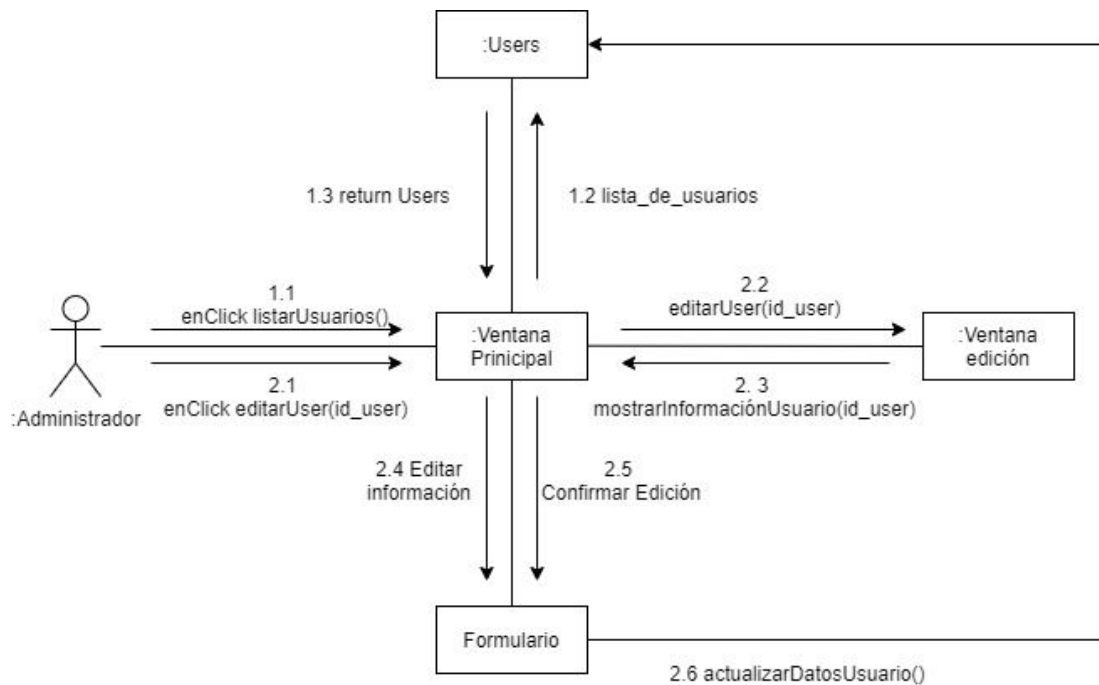 :Users
1.3 return Users
1.2 lista_de_usuarios
1.1
enClick listarUsuarios()
2.2
editarUser(id_user)
:Ventana
Prinicipal
:Ventana
edición
:Administrador
2.1
enClick editarUser(id_user)
2. 3
mostrarInformaciónUsuario(id_user)
2.4 Editar
información
2.5
Confirmar Edición
Formulario
2.6 actualizarDatosUsuario()